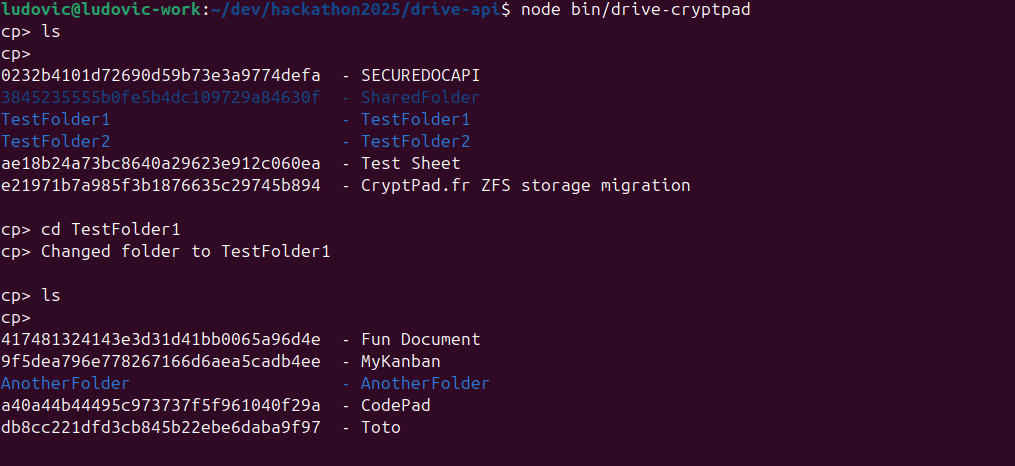 ludovic@ludovic-work:~/dev/hackathon2025/drive-api$ node bin/drive-cryptpad
cp> ls
cp>
0232b4101d72690d59b73e3a9774defa  - SECUREDOCAPI
3845235555b0fe5b4dc109729a84630f  - SharedFolder
TestFolder1                       - TestFolder1
TestFolder2                       - TestFolder2
ae18b24a73bc8640a29623e912c060ea  - Test Sheet
e21971b7a985f3b1876635c29745b894  - CryptPad.fr ZFS storage migration
cp> cd TestFolder1
cp> Changed folder to TestFolder1
cp> ls
cp>
417481324143e3d31d41bb0065a96d4e  - Fun Document
9f5dea796e778267166d6aea5cadb4ee  - MyKanban
AnotherFolder                     - AnotherFolder
a40a44b44495c973737f5f961040f29a  - CodePad
db8cc221dfd3cb845b22ebe6daba9f97  - Toto